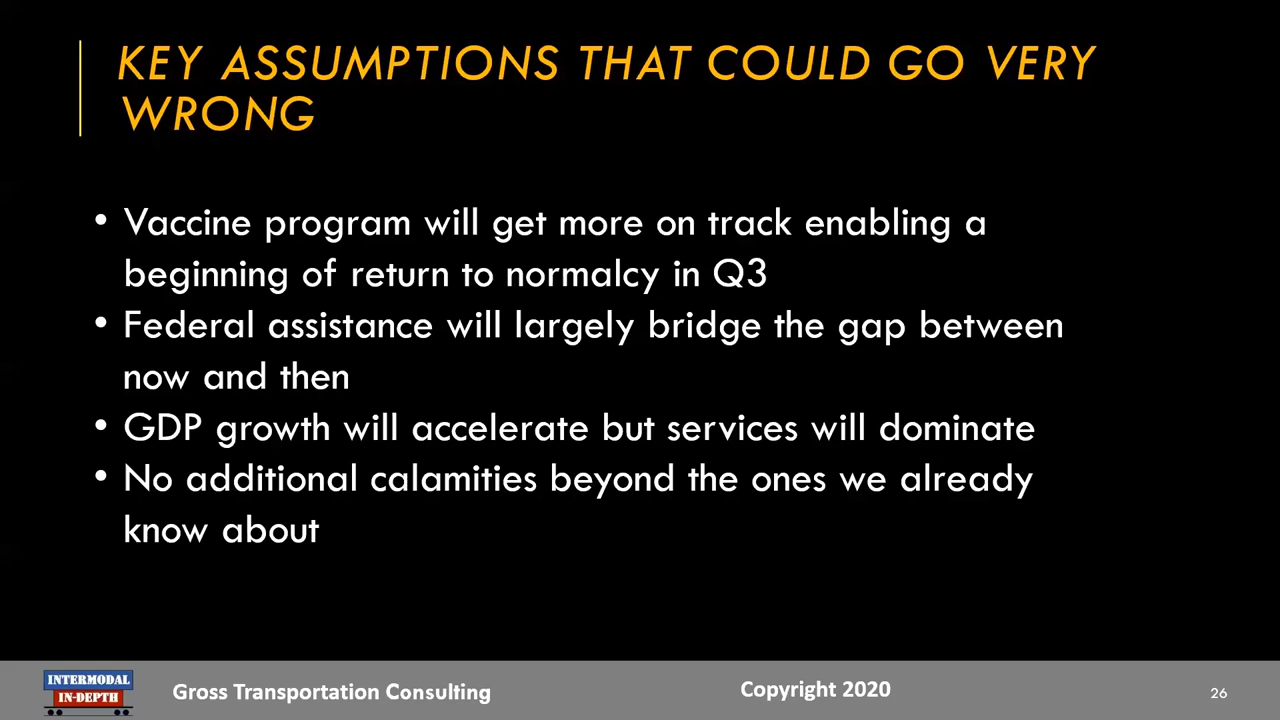 KEY ASSUMPTIONS THAT COULD GO VERY
WRONG
• Vaccine program will get more on track enabling a
beginning of return to normalcy in Q3
• Federal assistance will largely bridge the gap between
now and then
• GDP growth will accelerate but services will dominate
• No additional calamities beyond the ones we already
know about
INTERMODAL
IN-DEPTH
Gross Transportation Consulting
Copyright 2020
26